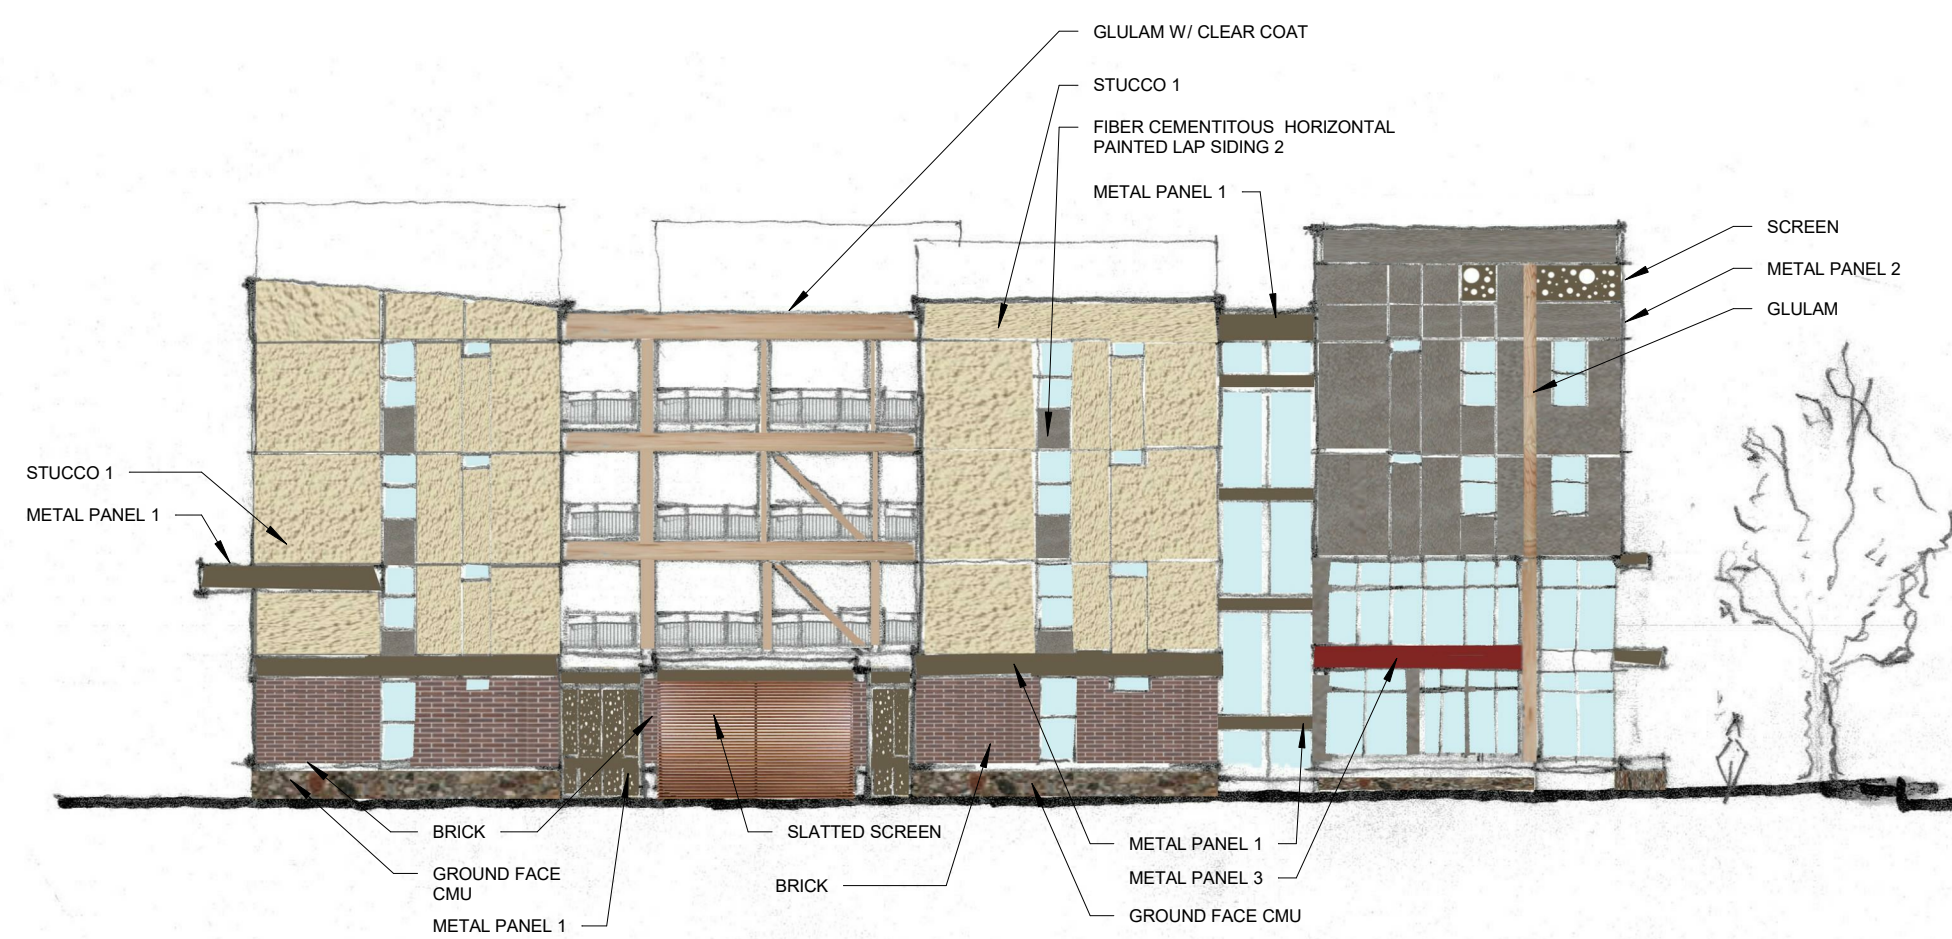 GLULAM W/ CLEAR COAT
STUCCO 1
FIBER CEMENTITOUS HORIZONTAL
PAINTED LAP SIDING 2
METAL PANEL 1
SCREEN
METAL PANEL 2
GLULAM
STUCCO 1
METAL PANEL 1
BRICK
GROUND FACE
CMU
METAL PANEL 1
SLATTED SCREEN
BRICK
METAL PANEL 1
METAL PANEL 3
GROUND FACE CMU